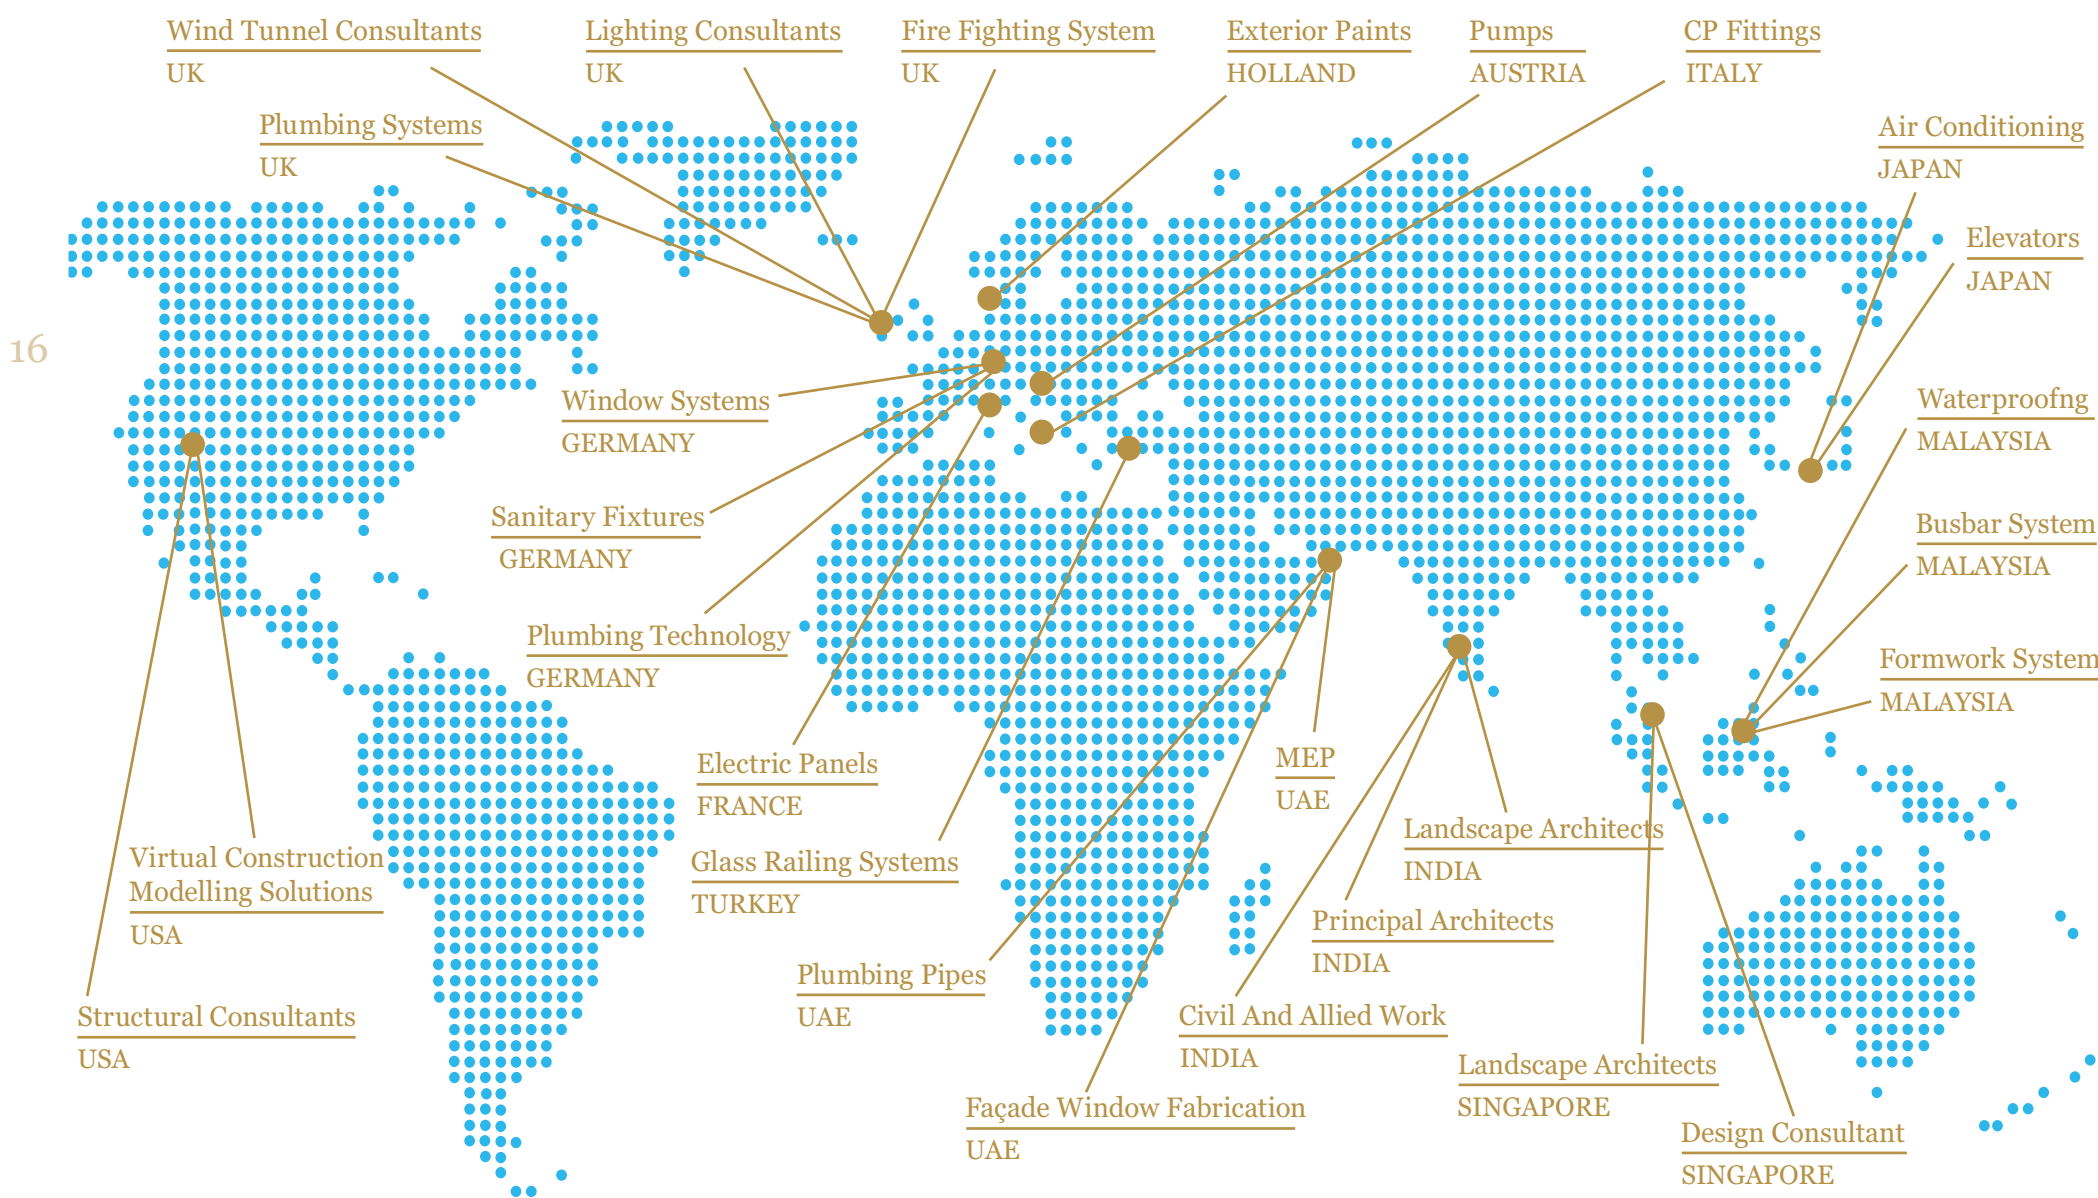 Wind Tunnel Consultants
UK
Lighting Consultants
UK
Fire Fighting System
UK
Exterior Paints
HOLLAND
Pumps
AUSTRIA
CP Fittings
ITALY
Plumbing Systems
UK
Air Conditioning
JAPAN
Elevators
JAPAN
16
Window Systems
GERMANY
Waterproofng
MALAYSIA
Sanitary Fixtures
GERMANY
Busbar System
MALAYSIA
Plumbing Technology
GERMANY
Formwork System
MALAYSIA
Electric Panels
FRANCE
MEP
UAE
Landscape Architects
INDIA
Virtual Construction
Modelling Solutions
USA
Glass Railing Systems
TURKEY
Principal Architects
INDIA
Plumbing Pipes
UAE
Structural Consultants
USA
Civil And Allied Work
INDIA
Landscape Architects
SINGAPORE
Façade Window Fabrication
UAE
Design Consultant
SINGAPORE